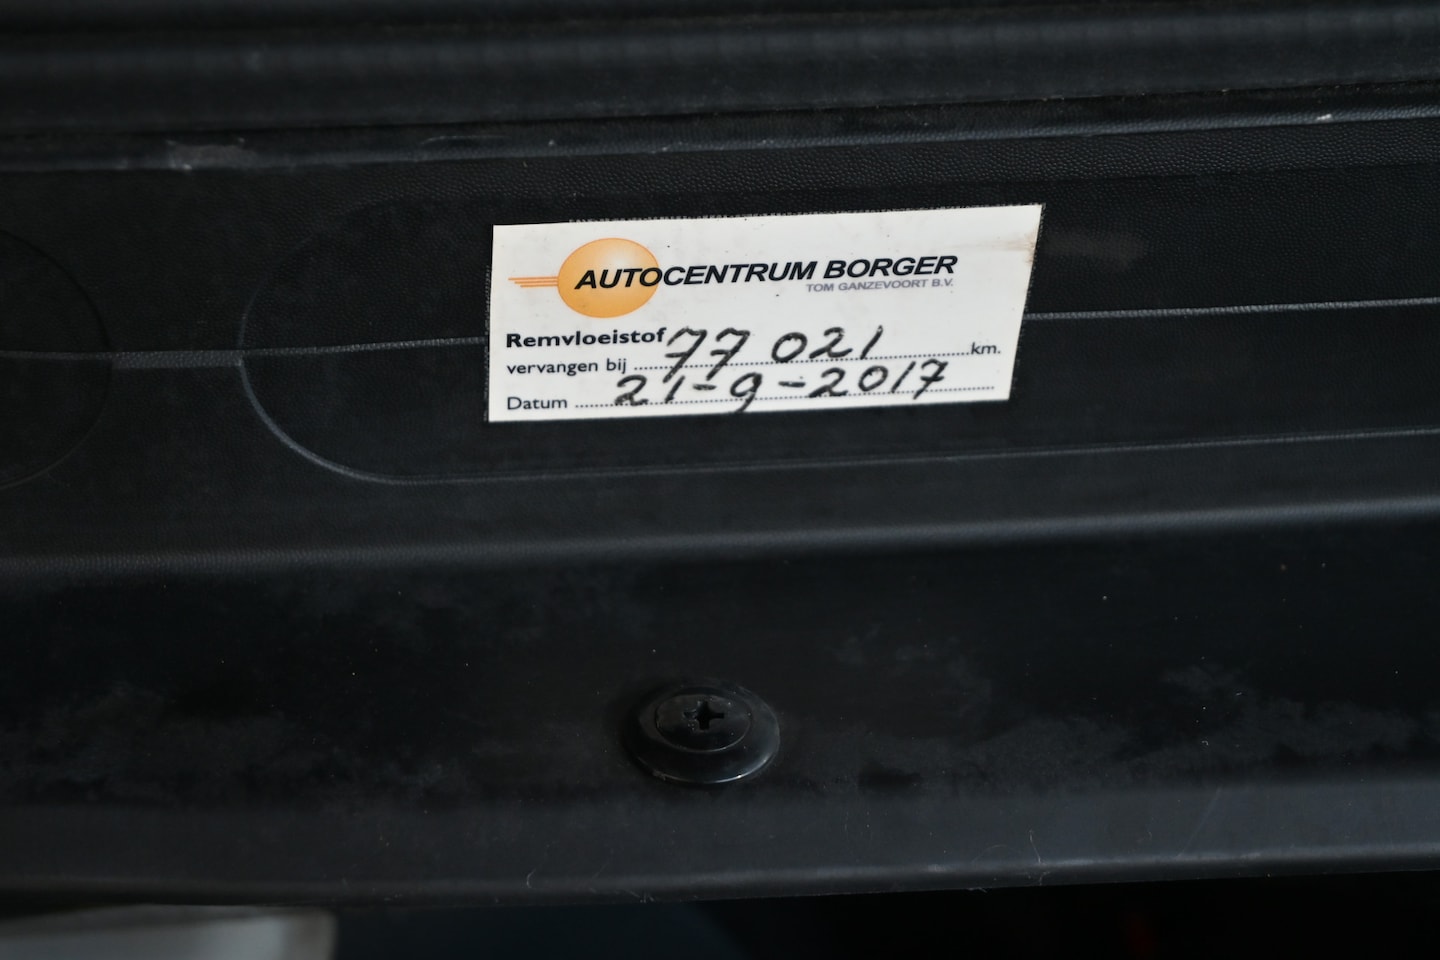 AUTOCENTRUM BORGER
TOM GANZEVOORT B.V.
Remvloeistof
vervangen bij 77 021 km.
Datum 21-9-2017